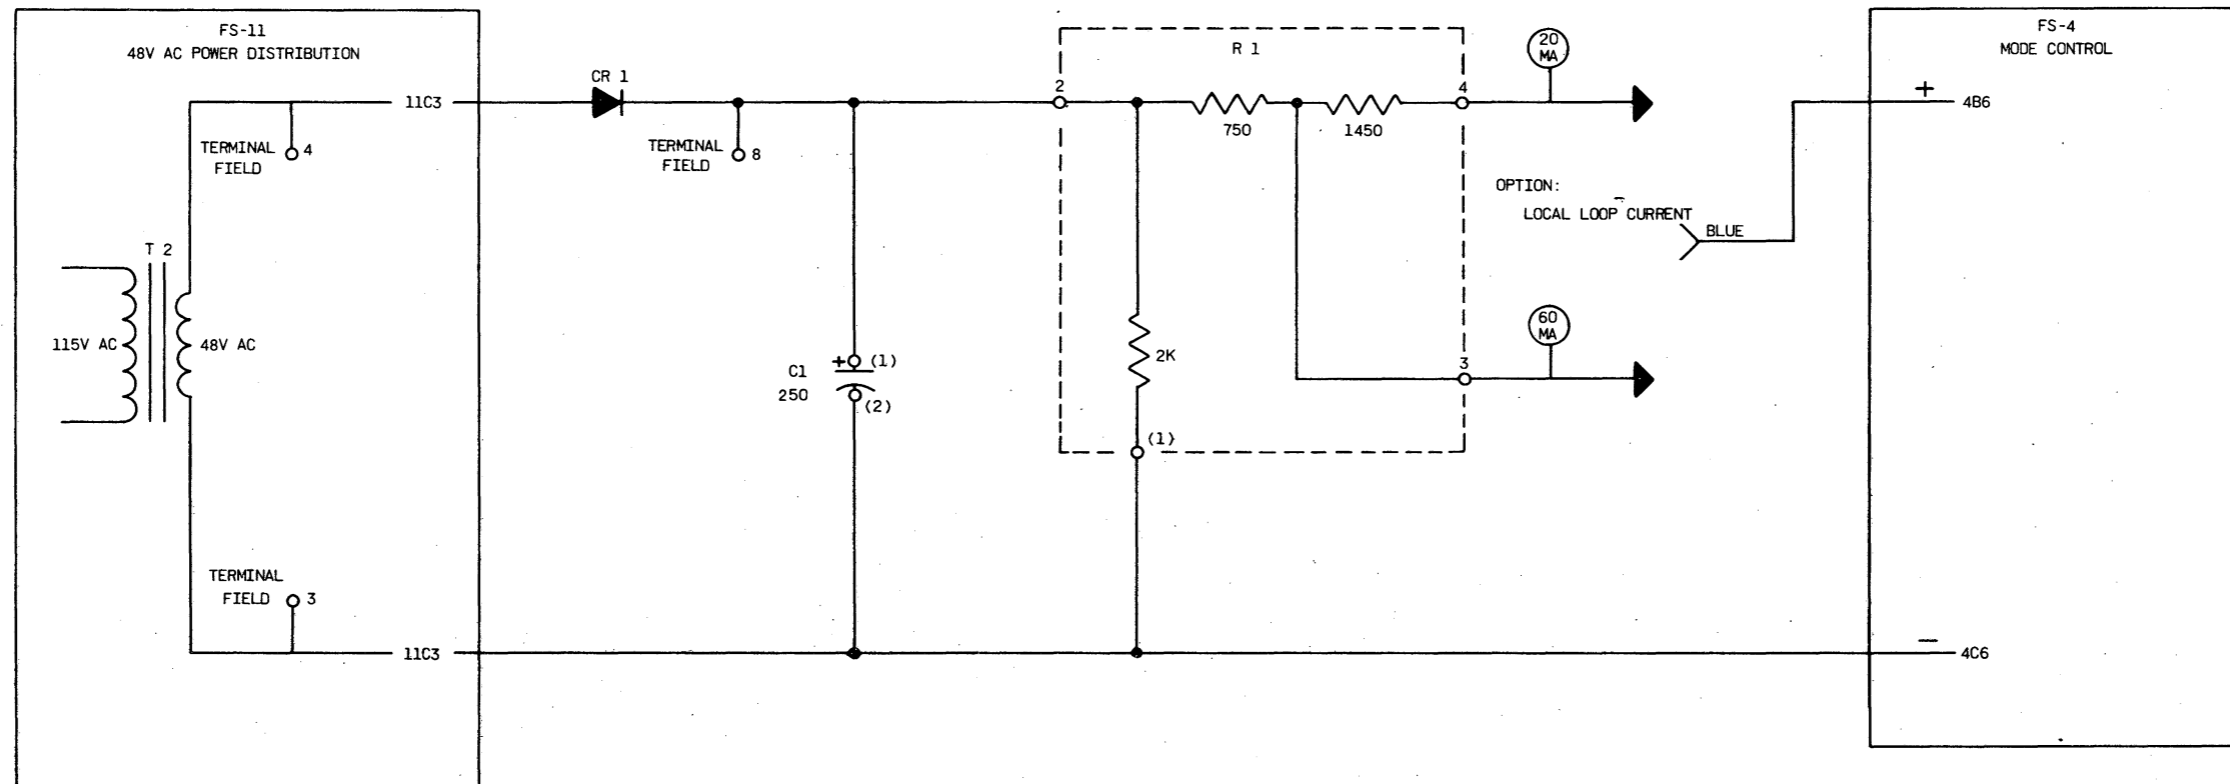 FS-11
48V AC POWER DISTRIBUTION
11C3
TERMINAL
FIELD
4
T 2
115V AC
48V AC
TERMINAL
FIELD
3
11C3
CR 1
TERMINAL
FIELD
8
+
(1)
C1
250
(2)
R 1
2
750
1450
4
2K
3
(1)
20
MA
OPTION:
LOCAL LOOP CURRENT
BLUE
60
MA
FS-4
MODE CONTROL
+
4B6
−
4C6